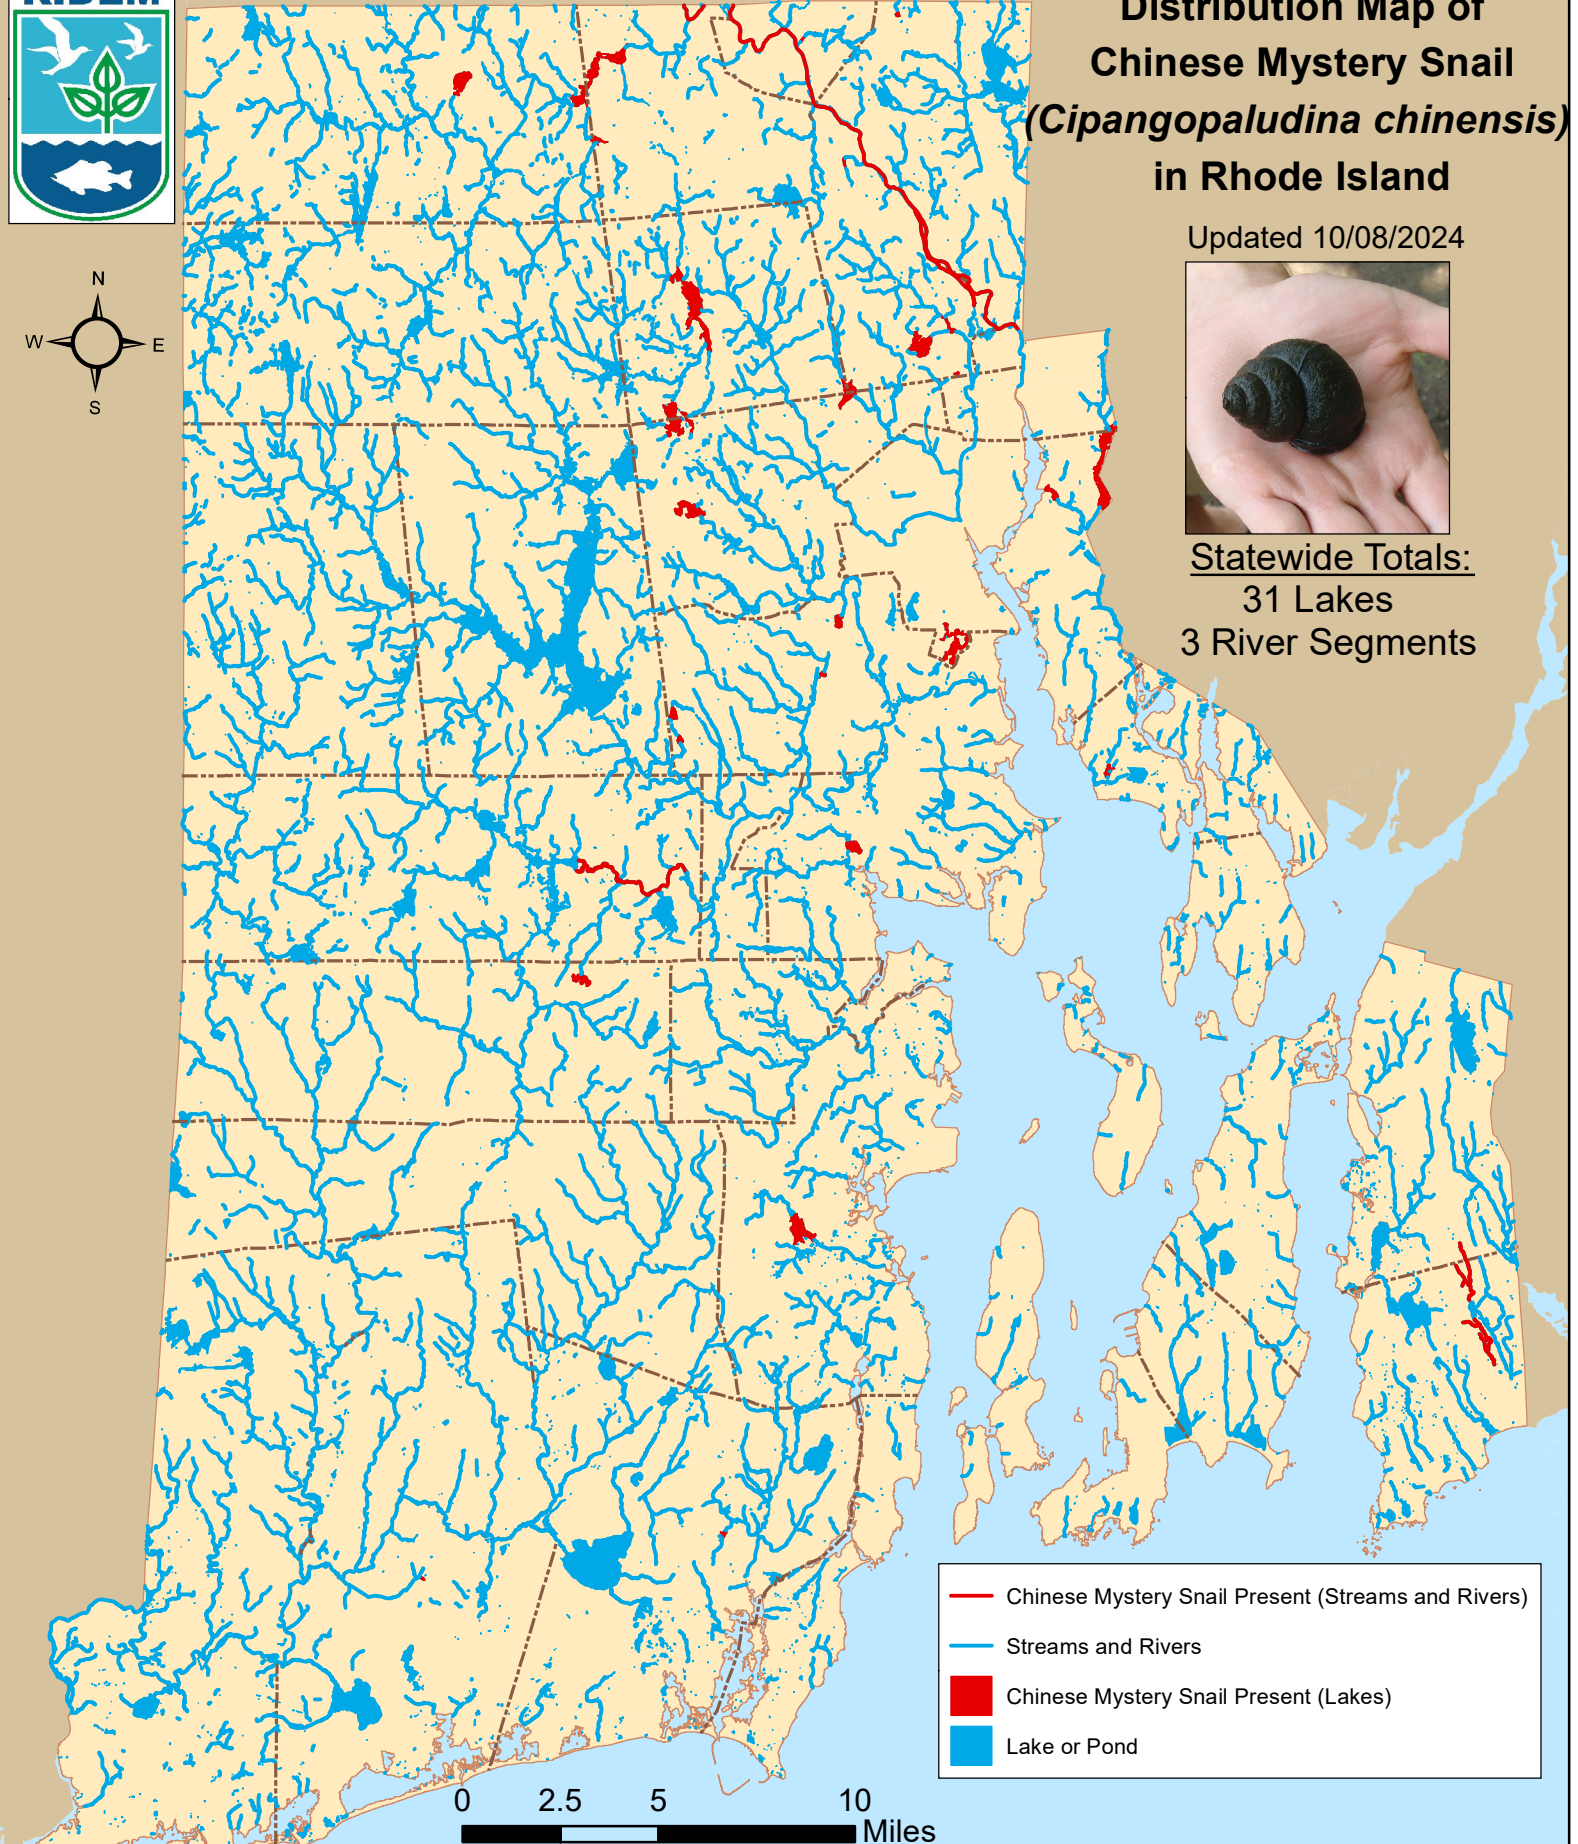 RIDEM
Distribution Map of
Chinese Mystery Snail
(Cipangopaludina chinensis)
in Rhode Island
Updated 10/08/2024
N
W
E
S
Statewide Totals:
31 Lakes
3 River Segments
Chinese Mystery Snail Present (Streams and Rivers)
Streams and Rivers
Chinese Mystery Snail Present (Lakes)
Lake or Pond
0 2.5 5 10
Miles